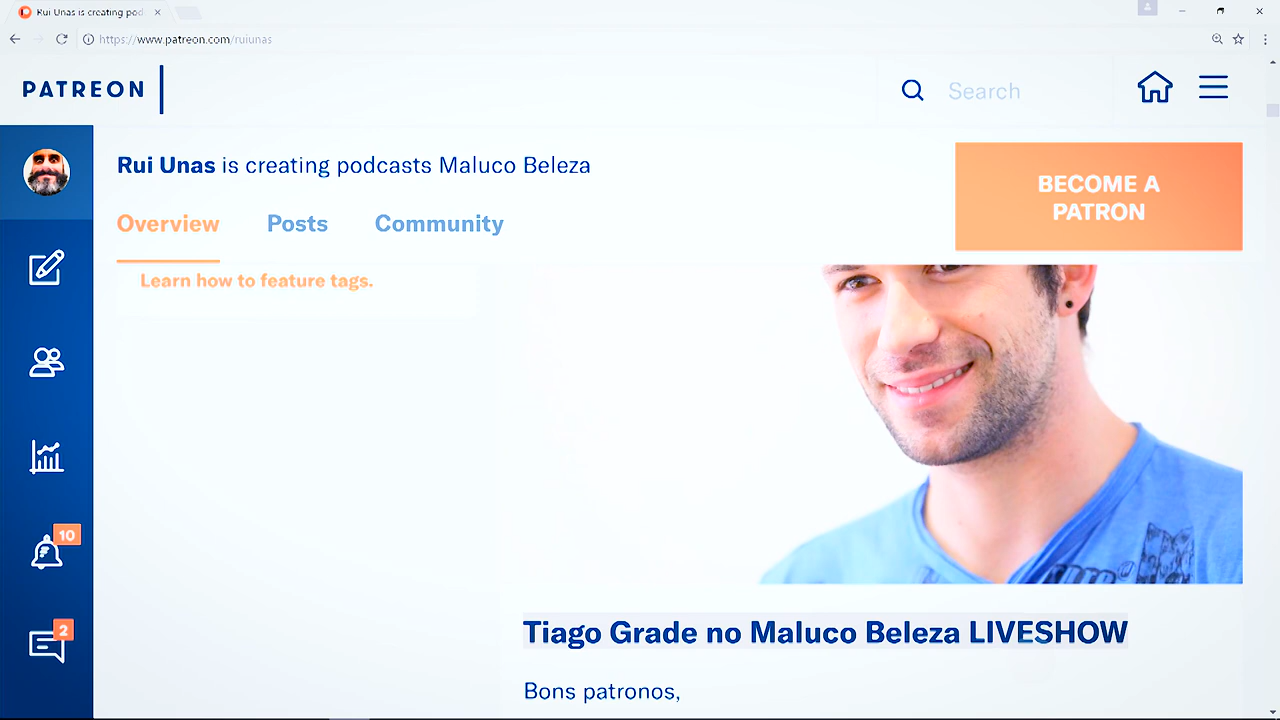 Rui Unas is creating pod
https://www.patreon.com/ruiunas
PATREON
Search
Rui Unas is creating podcasts Maluco Beleza
BECOME A
PATRON
Overview Posts Community
Learn how to feature tags.
10
2
Tiago Grade no Maluco Beleza LIVESHOW
Bons patronos,